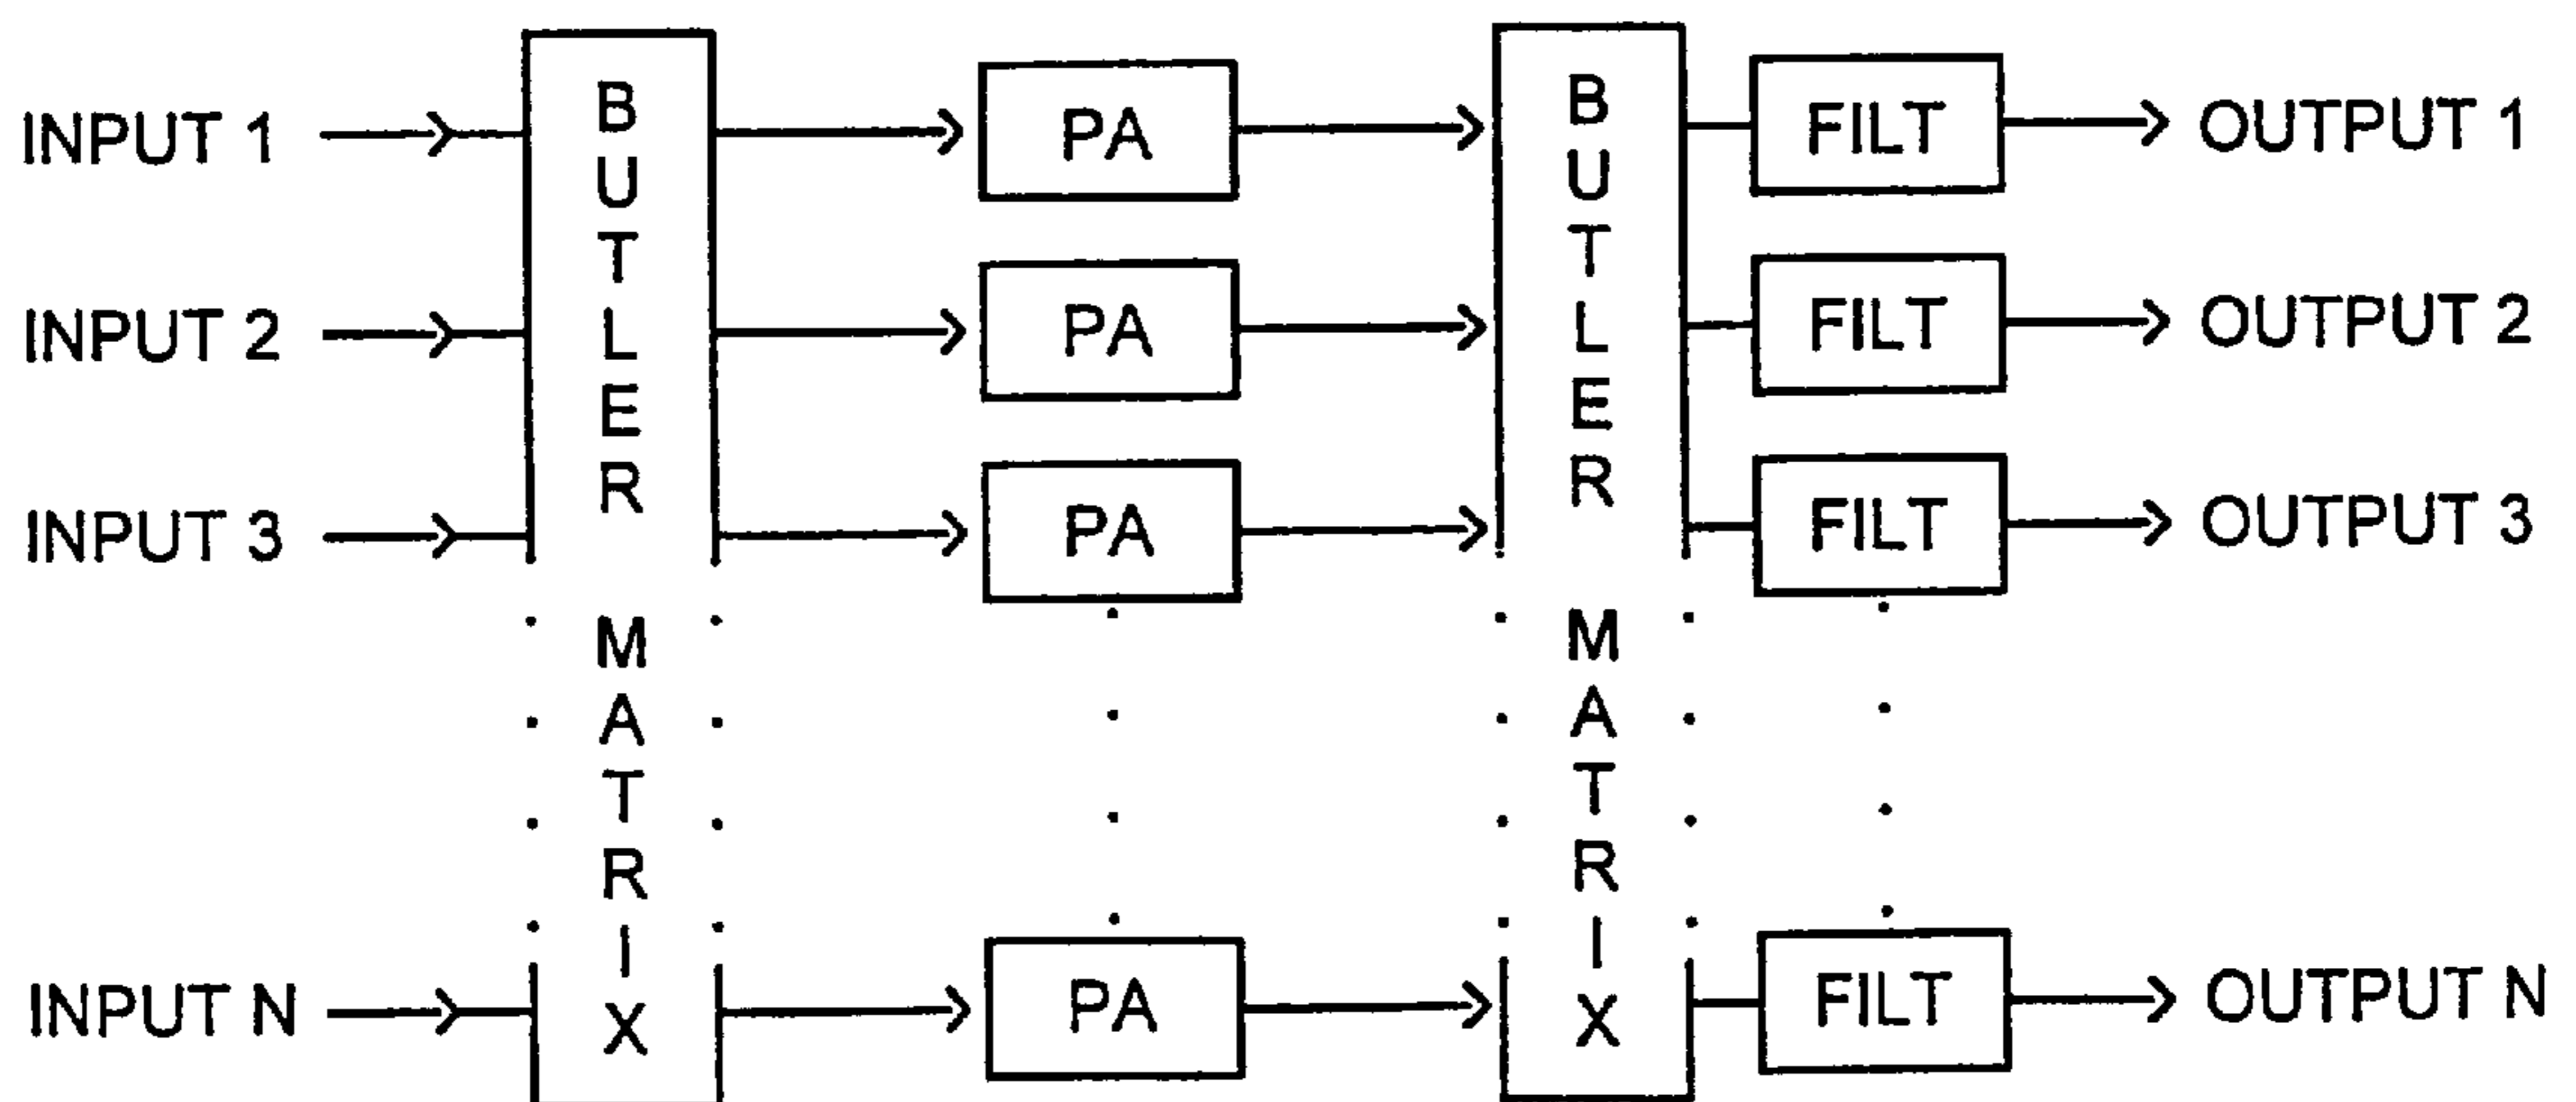 INPUT 1
BUTLER MATRIX
PA
BUTLER MATRIX
FILT
OUTPUT 1
INPUT 2
PA
FILT
OUTPUT 2
INPUT 3
PA
FILT
OUTPUT 3
INPUT N
PA
FILT
OUTPUT N